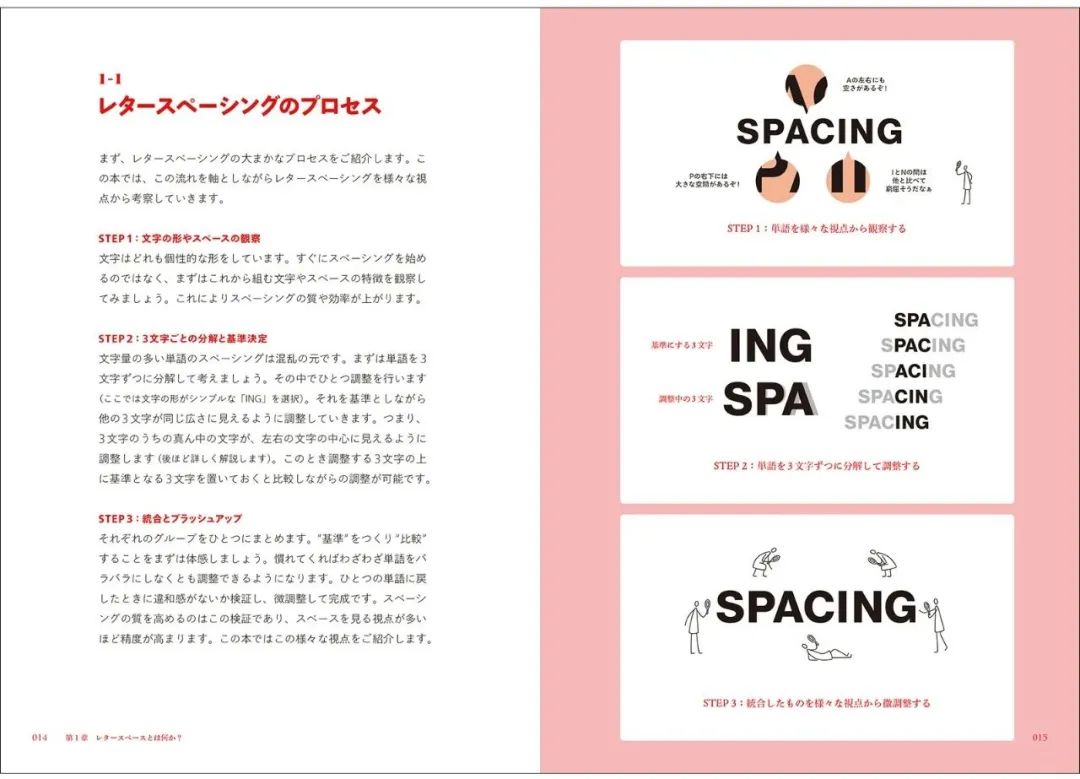 1-1
レタースペーシングのプロセス
まず、レタースペーシングの大まかなプロセスをご紹介します。こ
の本では、この流れを軸としながらレタースペーシングを様々な視
点から考察していきます。
STEP 1：文字の形やスペースの観察
文字はどれも個性的な形をしています。すぐにスペーシングを始め
るのではなく、まずはこれから組む文字やスペースの特徴を観察し
てみましょう。これによりスペーシングの質や効率が上がります。
STEP 2：3文字ごとの分解と基準決定
文字量の多い単語のスペーシングは混乱の元です。まずは単語を3
文字ずつに分解して考えましょう。その中でひとつ調整を行います
（ここでは文字の形がシンプルな「ING」を選択）。それを基準としながら
他の3文字が同じ広さに見えるように調整していきます。つまり、
3文字のうちの真ん中の文字が、左右の文字の中心に見えるように
調整します（後ほど詳しく解説します）。このとき調整する3文字の上
に基準となる3文字を置いておくと比較しながらの調整が可能です。
STEP 3：統合とブラッシュアップ
それぞれのグループをひとつにまとめます。“基準”をつくり“比較”
することをまずは体感しましょう。慣れてくればわざわざ単語をバ
ラバラにしなくとも調整できるようになります。ひとつの単語に戻
したときに違和感がないか検証し、微調整して完成です。スペーシ
ングの質を高めるのはこの検証であり、スペースを見る視点が多い
ほど精度が高まります。この本ではこの様々な視点をご紹介します。
014 第1章 レタースペースとは何か？
Aの左右にも
空きがあるぞ！
SPACING
Pの右下には
大きな空間があるぞ！
IとNの間は
他と比べて
窮屈そうだなぁ
STEP 1：単語を様々な視点から観察する
基準にする3文字
ING
調整中の3文字
SPA
SPACING
SPACING
SPACING
SPACING
SPACING
STEP 2：単語を3文字ずつに分解して調整する
SPACING
STEP 3：統合したものを様々な視点から微調整する
015